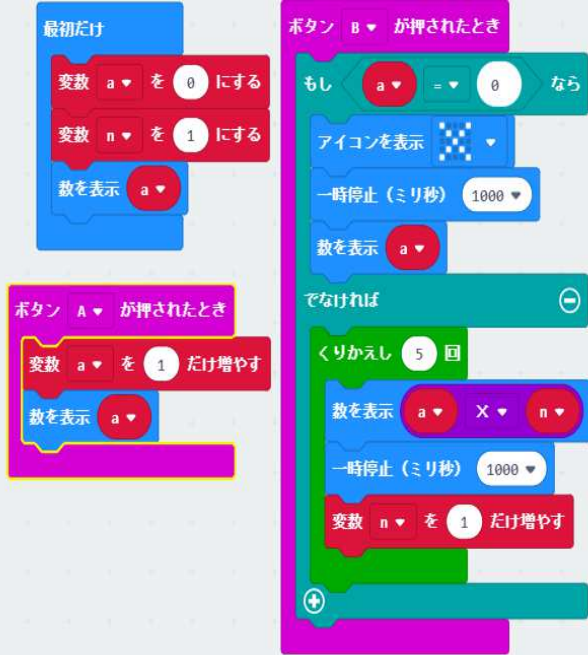 最初だけ
変数 a を 0 にする
変数 n を 1 にする
数を表示 a
ボタン A が押されたとき
変数 a を 1 だけ増やす
数を表示 a
ボタン B が押されたとき
もし a = 0 なら
アイコンを表示
一時停止 (ミリ秒) 1000
数を表示 a
でなければ
くりかえし 5 回
数を表示 a × n
一時停止 (ミリ秒) 1000
変数 n を 1 だけ増やす